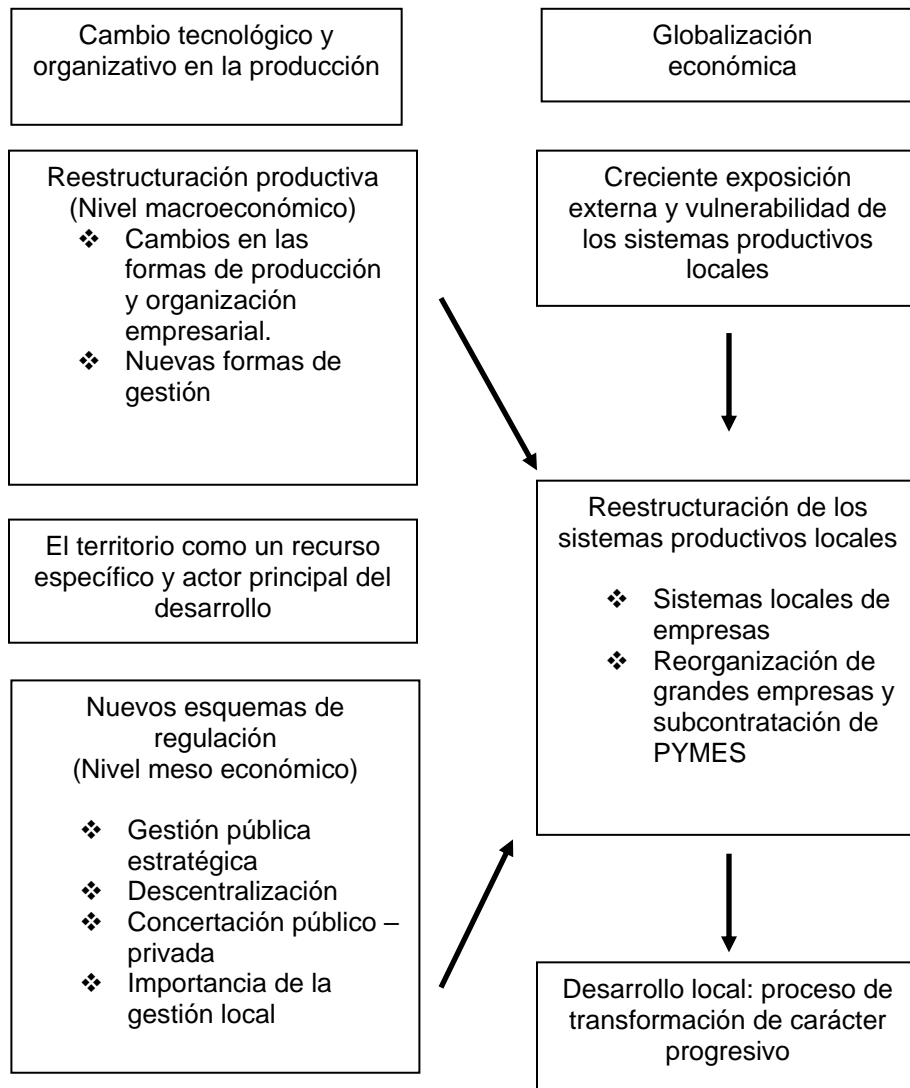 Cambio tecnológico y
organizativo en la producción
Globalización
económica
Reestructuración productiva
(Nivel macroeconómico)
❖ Cambios en las
formas de producción
y organización
empresarial.
❖ Nuevas formas de
gestión
Creciente exposición
externa y vulnerabilidad de
los sistemas productivos
locales
El territorio como un recurso
específico y actor principal del
desarrollo
Reestructuración de los
sistemas productivos locales
❖ Sistemas locales de
empresas
❖ Reorganización de
grandes empresas y
subcontratación de
PYMES
Nuevos esquemas de
regulación
(Nivel meso económico)
❖ Gestión pública
estratégica
❖ Descentralización
❖ Concertación público –
privada
❖ Importancia de la
gestión local
Desarrollo local: proceso de
transformación de carácter
progresivo